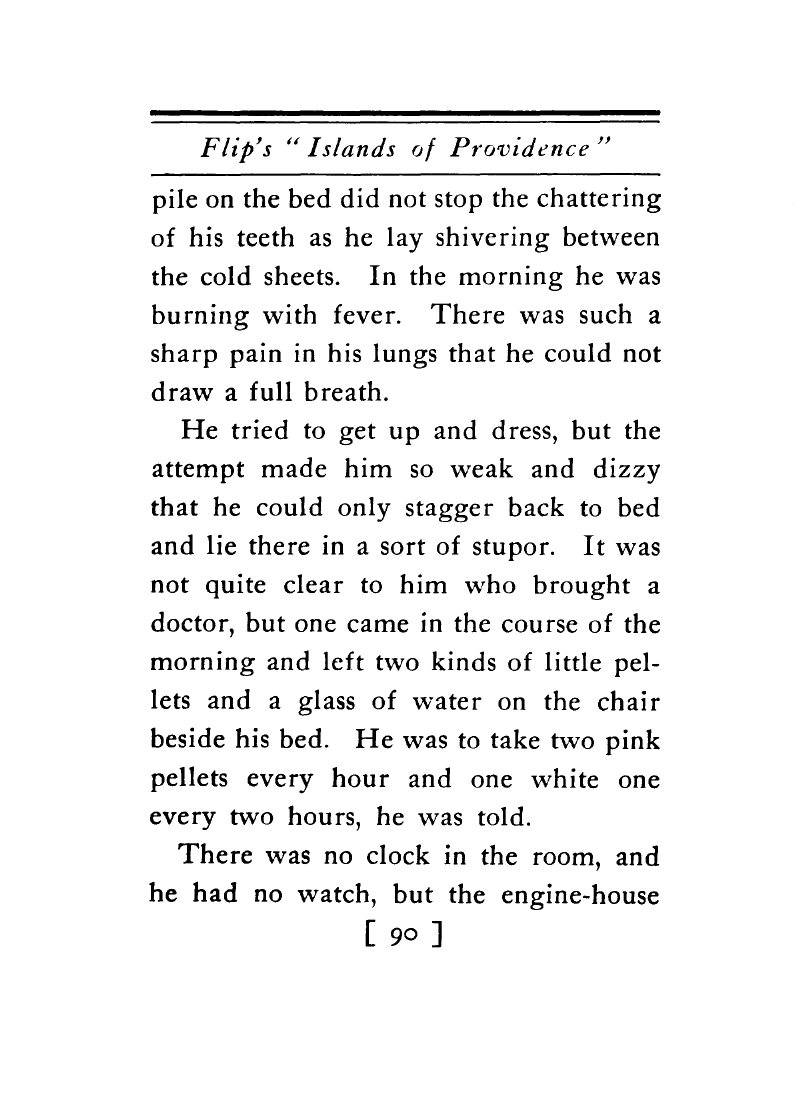 Flip's “Islands of Providence”
pile on the bed did not stop the chattering
of his teeth as he lay shivering between
the cold sheets. In the morning he was
burning with fever. There was such a
sharp pain in his lungs that he could not
draw a full breath.
He tried to get up and dress, but the
attempt made him so weak and dizzy
that he could only stagger back to bed
and lie there in a sort of stupor. It was
not quite clear to him who brought a
doctor, but one came in the course of the
morning and left two kinds of little pel-
lets and a glass of water on the chair
beside his bed. He was to take two pink
pellets every hour and one white one
every two hours, he was told.
There was no clock in the room, and
he had no watch, but the engine-house
[ 90 ]